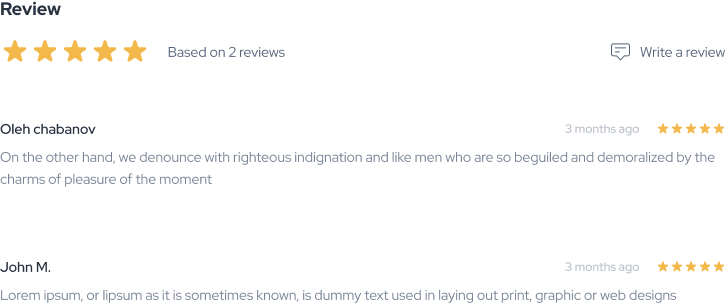 Review
Based on 2 reviews
Write a review
Oleh chabanov
3 months ago
On the other hand, we denounce with righteous indignation and like men who are so beguiled and demoralized by the
charms of pleasure of the moment
John M.
3 months ago
Lorem ipsum, or lipsum as it is sometimes known, is dummy text used in laying out print, graphic or web designs